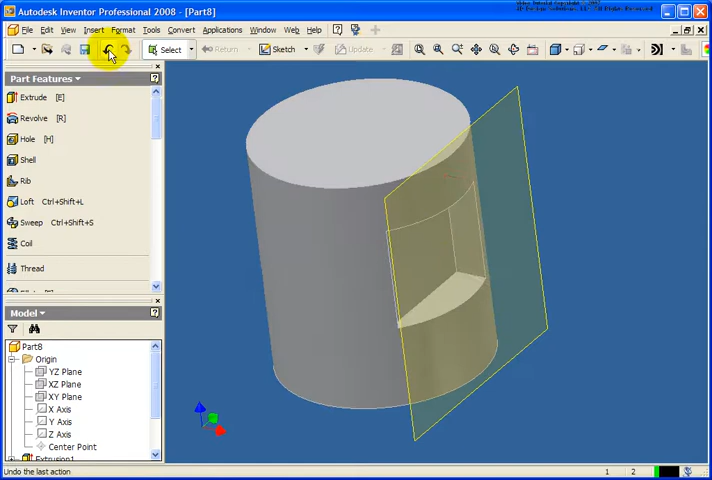 Autodesk Inventor Professional 2008 - [Part8]
File Edit View Insert Format Tools Convert Applications Window Web Help
Select Return Sketch Update
Part Features
Extrude [E]
Revolve [R]
Hole [H]
Shell
Rib
Loft Ctrl+Shift+L
Sweep Ctrl+Shift+S
Coil
Thread
Model
Part8
Origin
YZ Plane
XZ Plane
XY Plane
X Axis
Y Axis
Z Axis
Center Point
Extrusion1
Undo the last action 1 2